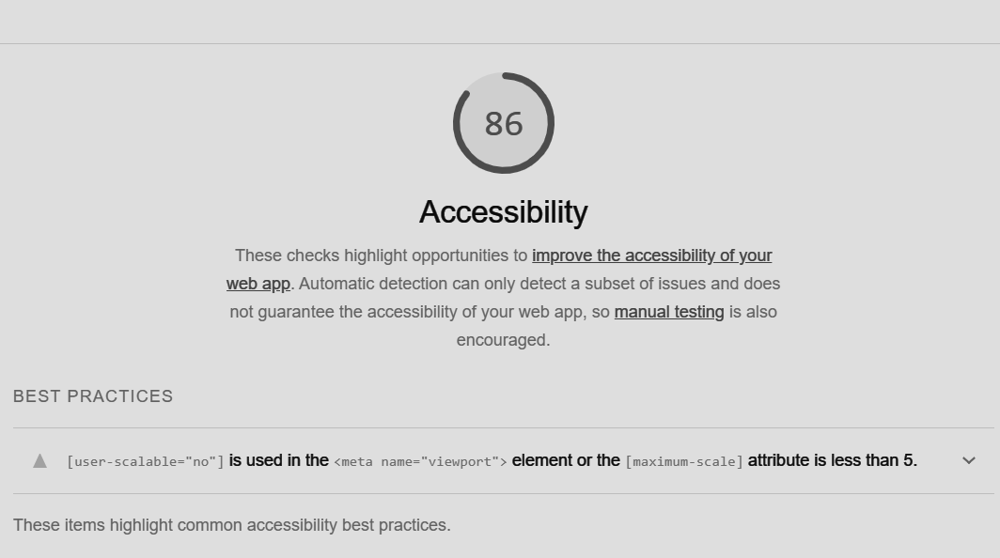 86
Accessibility
These checks highlight opportunities to improve the accessibility of your
web app. Automatic detection can only detect a subset of issues and does
not guarantee the accessibility of your web app, so manual testing is also
encouraged.
BEST PRACTICES
[user-scalable="no"] is used in the <meta name="viewport"> element or the [maximum-scale] attribute is less than 5.
These items highlight common accessibility best practices.